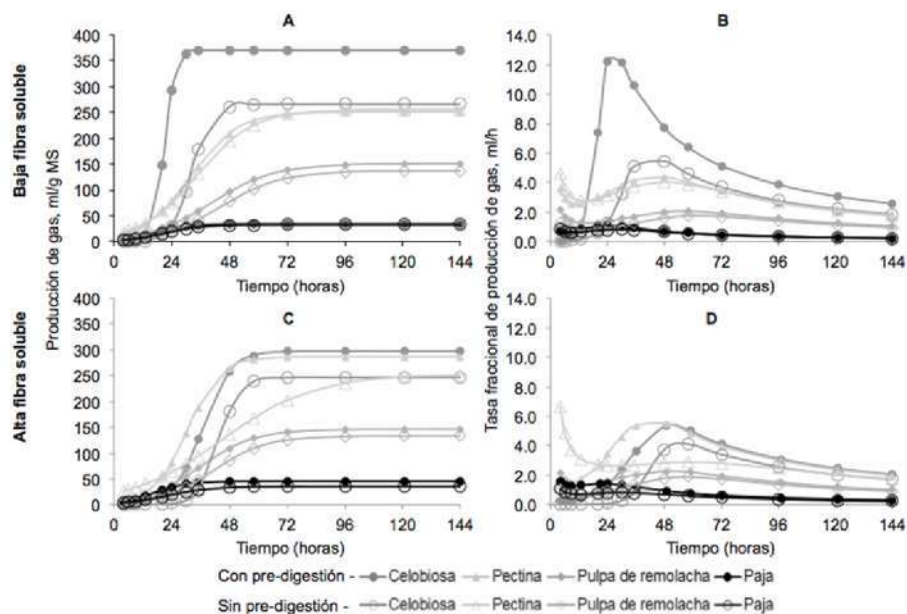 A
B
Baja fibra soluble
Producción de gas, ml/g MS
400
350
300
250
200
150
100
50
0
0 24 48 72 96 120 144
Tiempo (horas)
Tasa fraccional de producción de gas, ml/h
14.0
12.0
10.0
8.0
6.0
4.0
2.0
0.0
0 24 48 72 96 120 144
Tiempo (horas)
C
D
Alta fibra soluble
400
350
300
250
200
150
100
50
0
0 24 48 72 96 120 144
Tiempo (horas)
14.0
12.0
10.0
8.0
6.0
4.0
2.0
0.0
0 24 48 72 96 120 144
Tiempo (horas)
Con pre-digestión - Celobiosa Pectina Pulpa de remolacha Paja
Sin pre-digestión - Celobiosa Pectina Pulpa de remolacha Paja